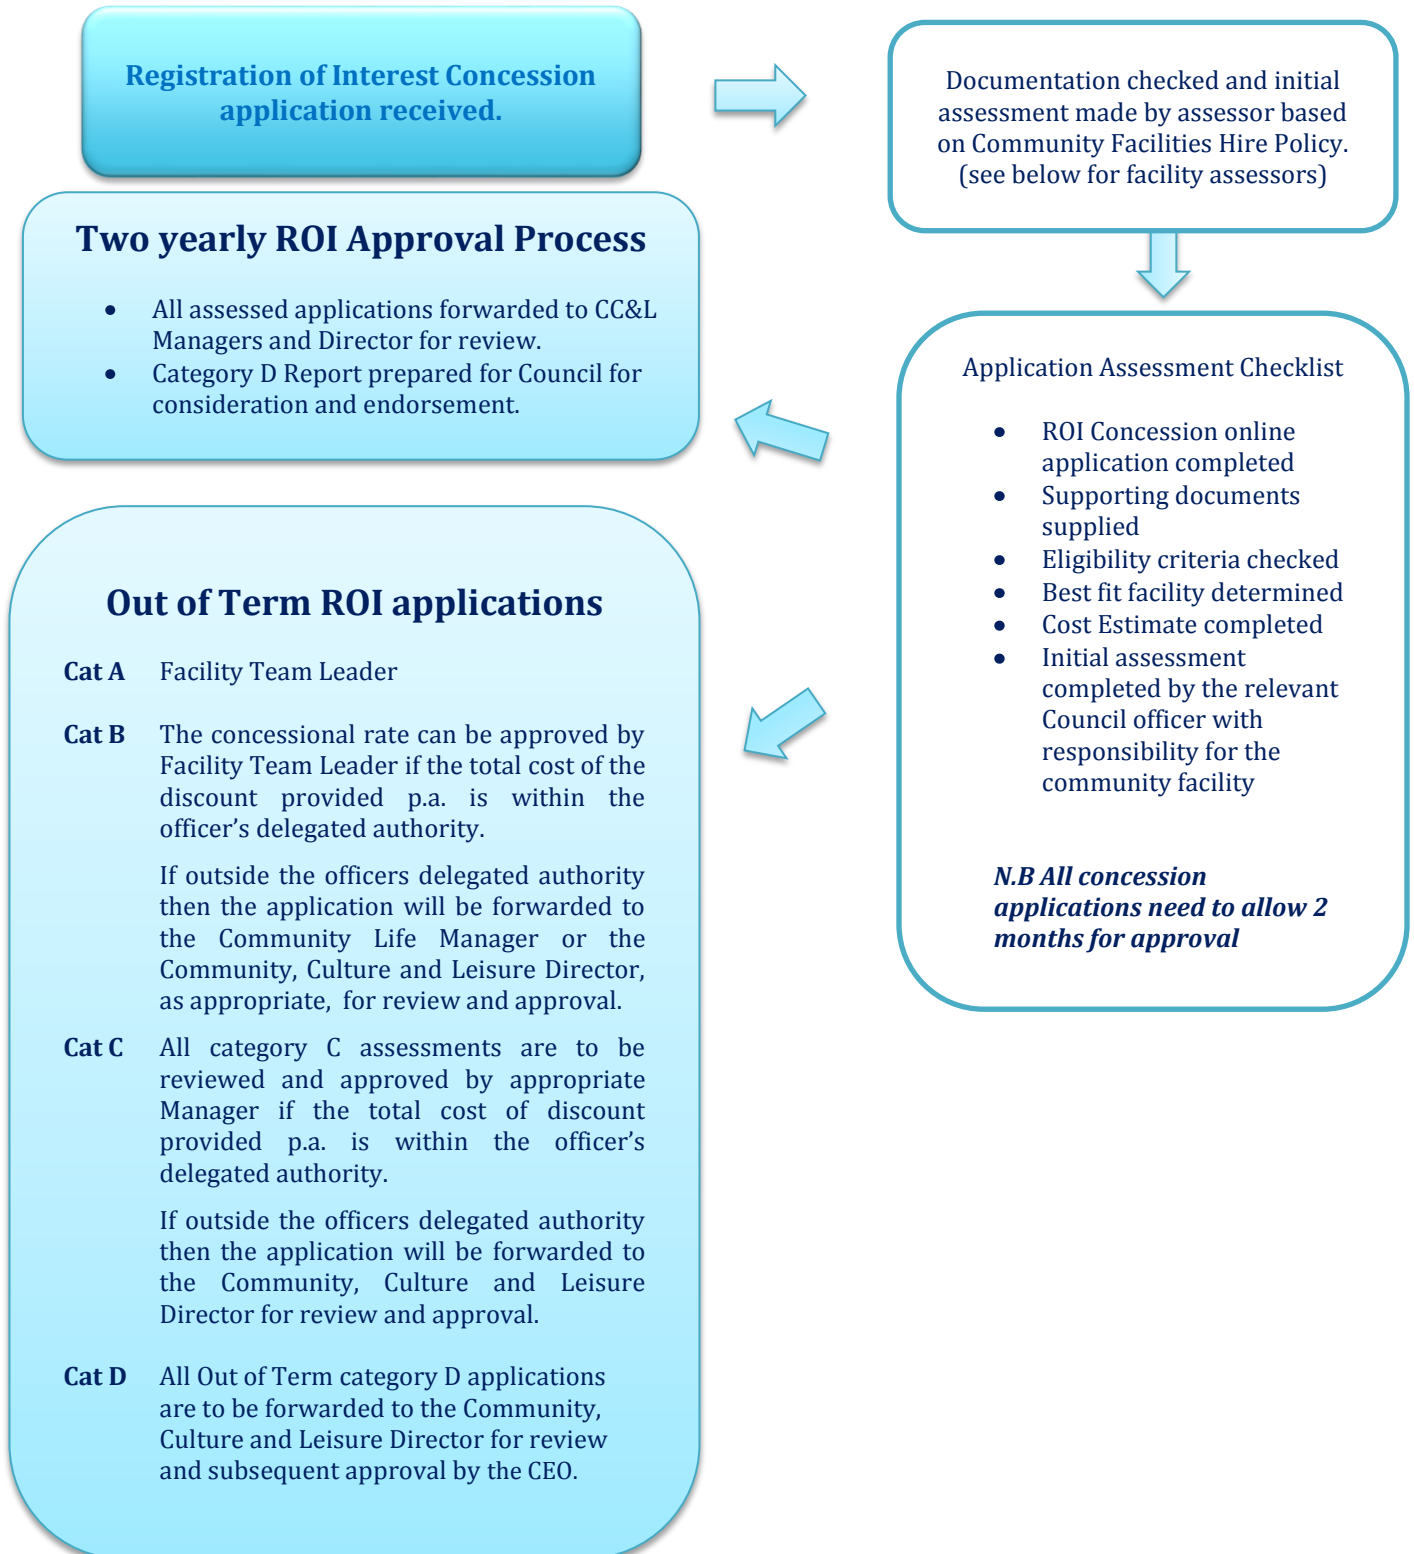 Registration of Interest Concession
application received.
Documentation checked and initial
assessment made by assessor based
on Community Facilities Hire Policy.
(see below for facility assessors)
Application Assessment Checklist
• ROI Concession online
application completed
• Supporting documents
supplied
• Eligibility criteria checked
• Best fit facility determined
• Cost Estimate completed
• Initial assessment
completed by the relevant
Council officer with
responsibility for the
community facility
N.B All concession
applications need to allow 2
months for approval
Two yearly ROI Approval Process
• All assessed applications forwarded to CC&L
Managers and Director for review.
• Category D Report prepared for Council for
consideration and endorsement.
Out of Term ROI applications
Cat A Facility Team Leader
Cat B The concessional rate can be approved by
Facility Team Leader if the total cost of the
discount provided p.a. is within the
officer’s delegated authority.
If outside the officers delegated authority
then the application will be forwarded to
the Community Life Manager or the
Community, Culture and Leisure Director,
as appropriate, for review and approval.
Cat C All category C assessments are to be
reviewed and approved by appropriate
Manager if the total cost of discount
provided p.a. is within the officer’s
delegated authority.
If outside the officers delegated authority
then the application will be forwarded to
the Community, Culture and Leisure
Director for review and approval.
Cat D All Out of Term category D applications
are to be forwarded to the Community,
Culture and Leisure Director for review
and subsequent approval by the CEO.